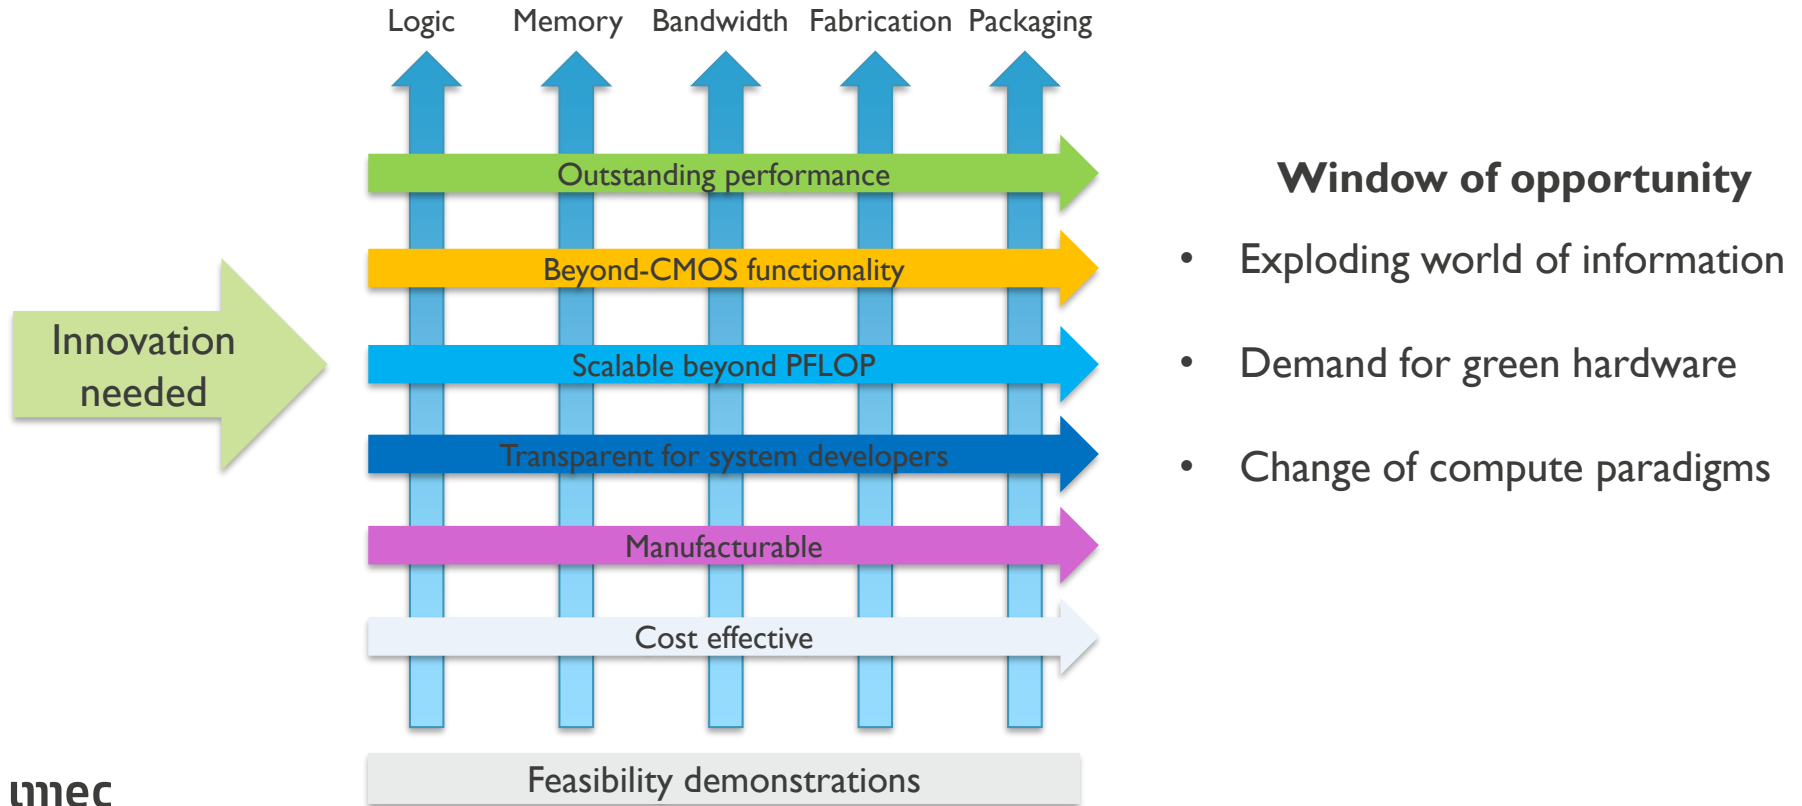 Logic Memory Bandwidth Fabrication Packaging
Outstanding performance
Beyond-CMOS functionality
Scalable beyond PFLOP
Transparent for system developers
Manufacturable
Cost effective
Feasibility demonstrations
Innovation
needed
Window of opportunity
• Exploding world of information
• Demand for green hardware
• Change of compute paradigms
imec